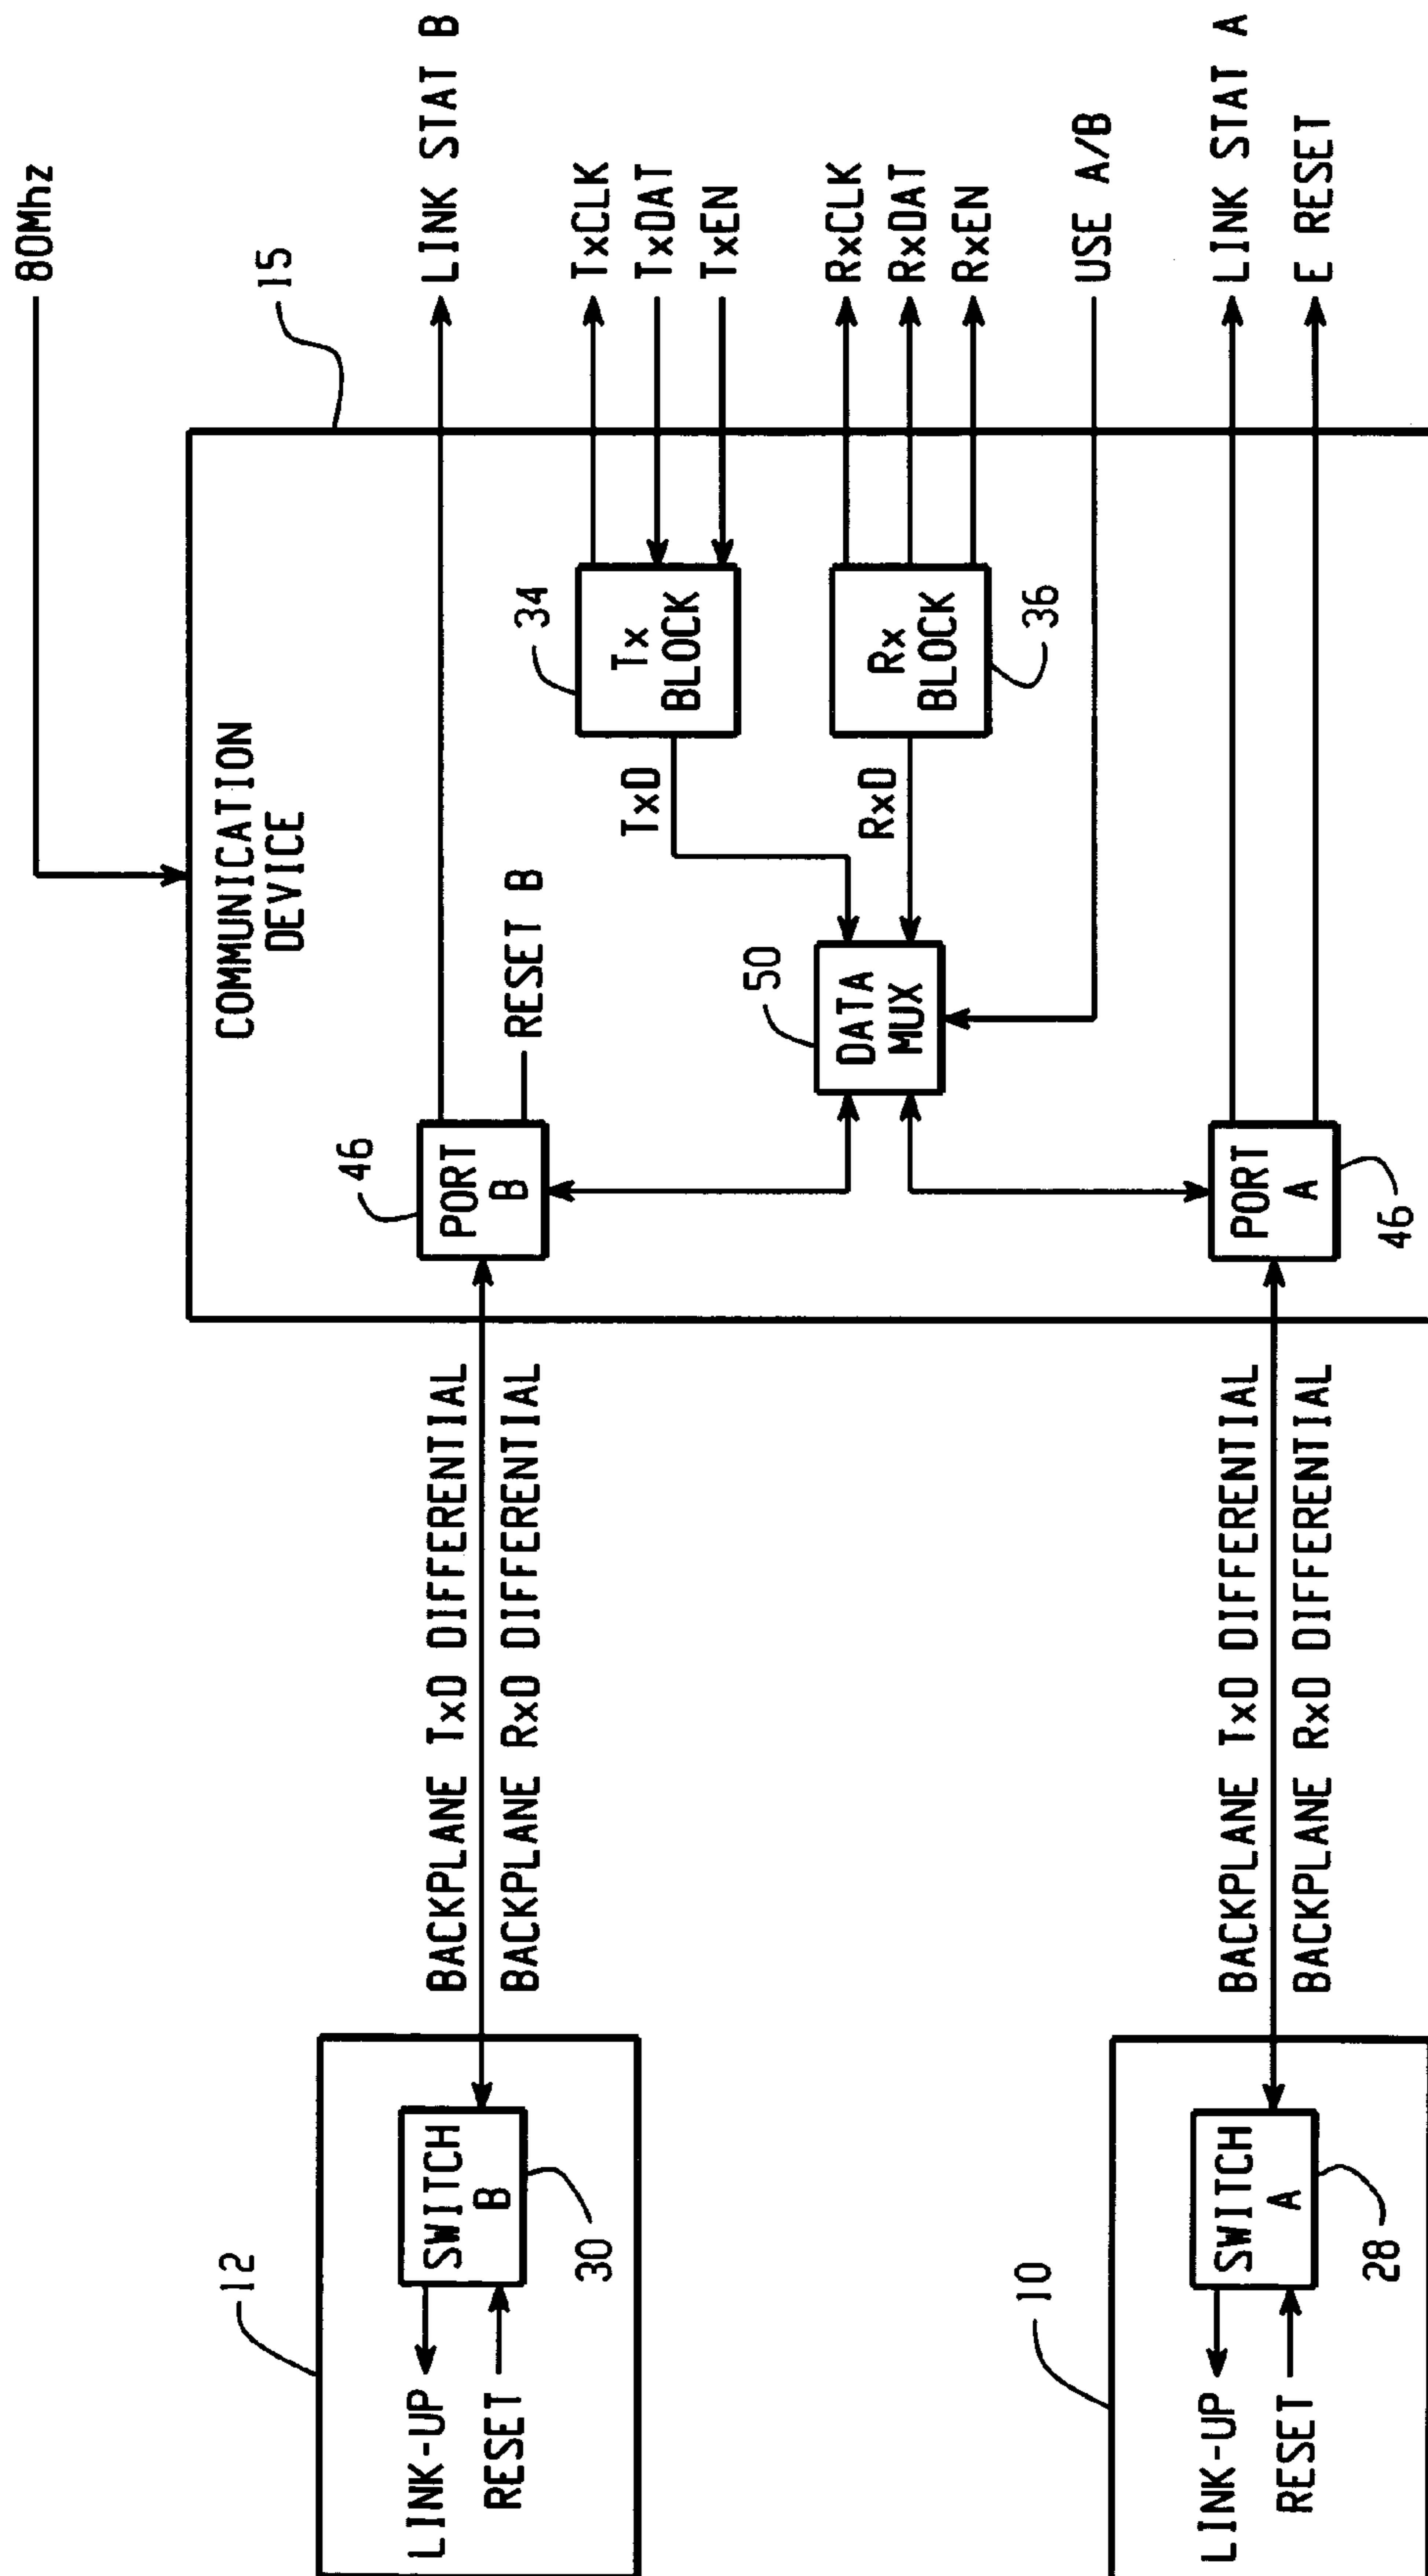 80Mhz
15
COMMUNICATION
DEVICE
LINK STAT B
TxCLK
TxDAT
TxEN
RxCLK
RxDAT
RxEN
USE A/B
LINK STAT A
E RESET
34
Tx
BLOCK
TxD
Rx
BLOCK
36
RxD
50
DATA
MUX
RESET B
46
PORT
B
PORT
A
46
BACKPLANE TxD DIFFERENTIAL
BACKPLANE RxD DIFFERENTIAL
BACKPLANE TxD DIFFERENTIAL
BACKPLANE RxD DIFFERENTIAL
12
SWITCH
B
30
LINK-UP
RESET
10
SWITCH
A
28
LINK-UP
RESET